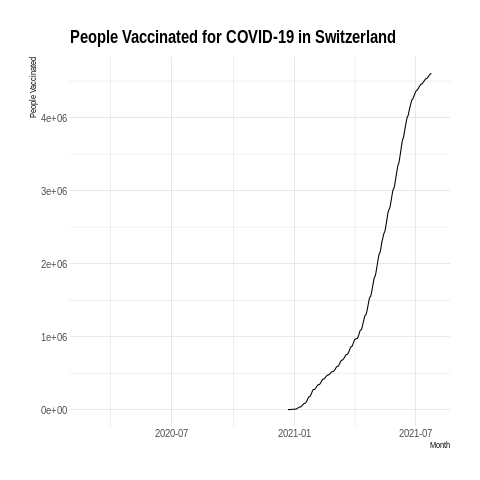 People Vaccinated for COVID-19 in Switzerland
People Vaccinated
4e+06
3e+06
2e+06
1e+06
0e+00
2020-07 2021-01 2021-07
Month